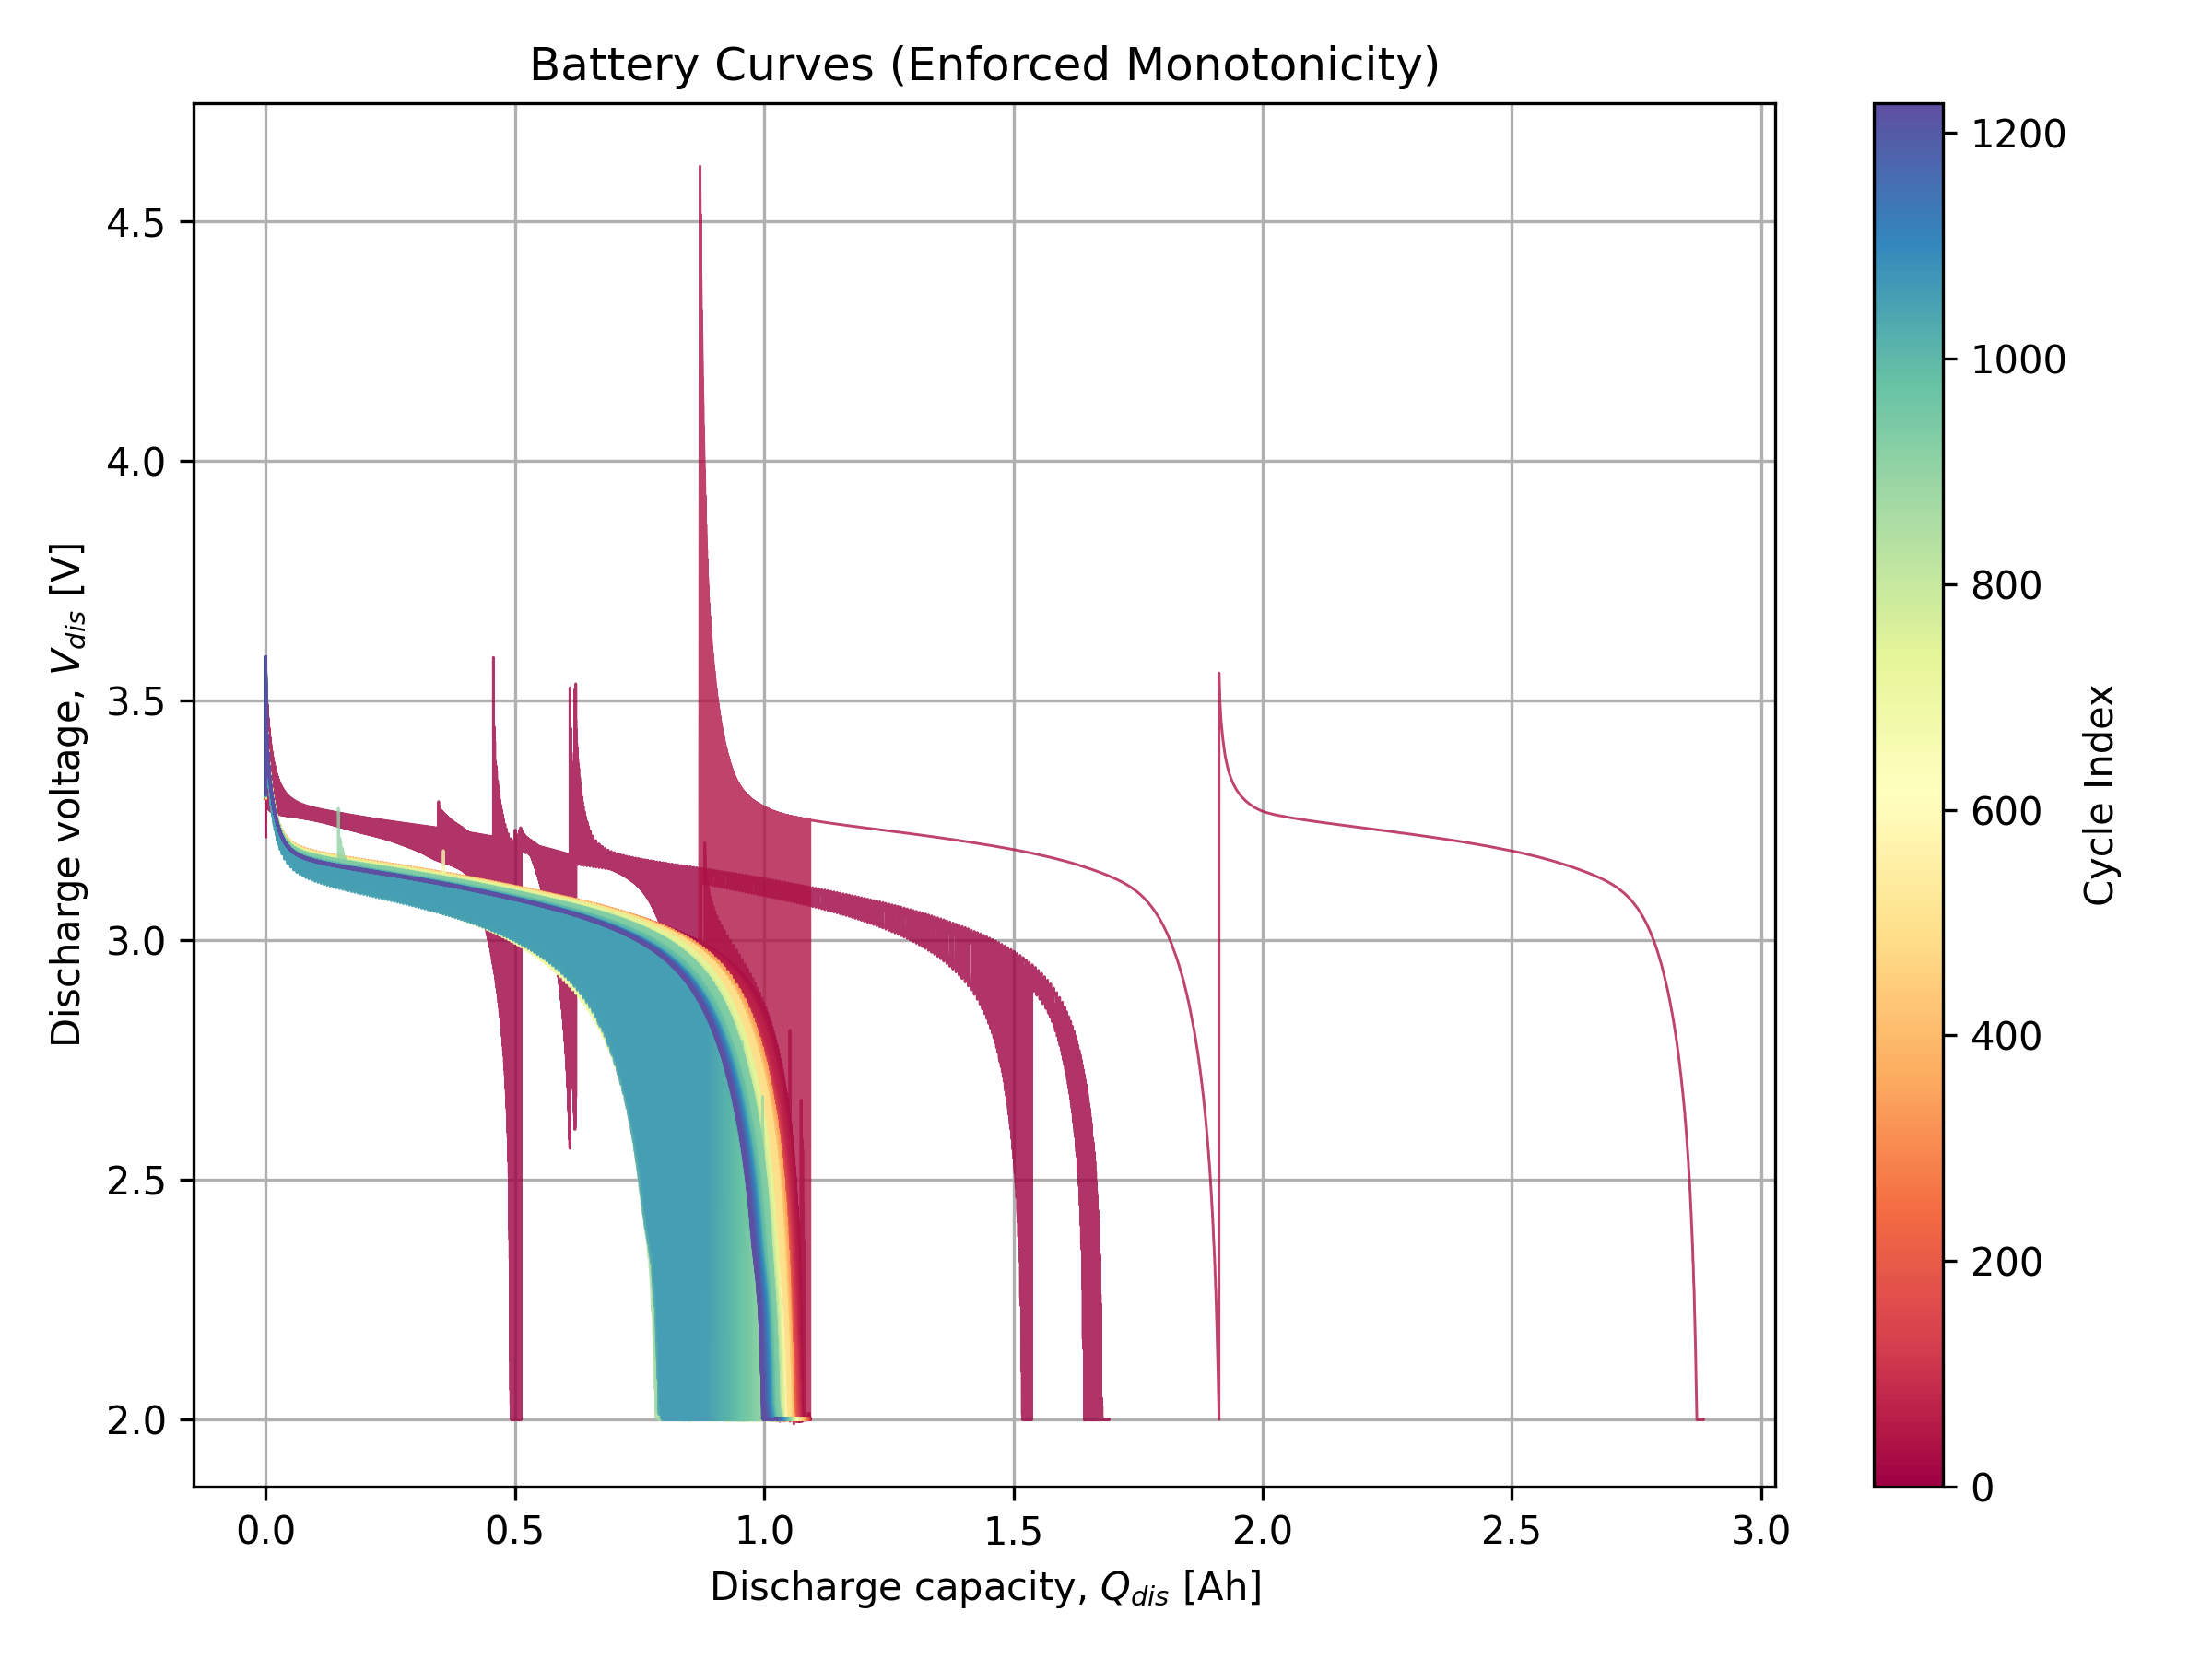 Battery Curves (Enforced Monotonicity)
4.5
4.0
3.5
3.0
2.5
2.0
Discharge voltage, V_dis [V]
0.0 0.5 1.0 1.5 2.0 2.5 3.0
Discharge capacity, Q_dis [Ah]
1200
1000
800
600
400
200
0
Cycle Index